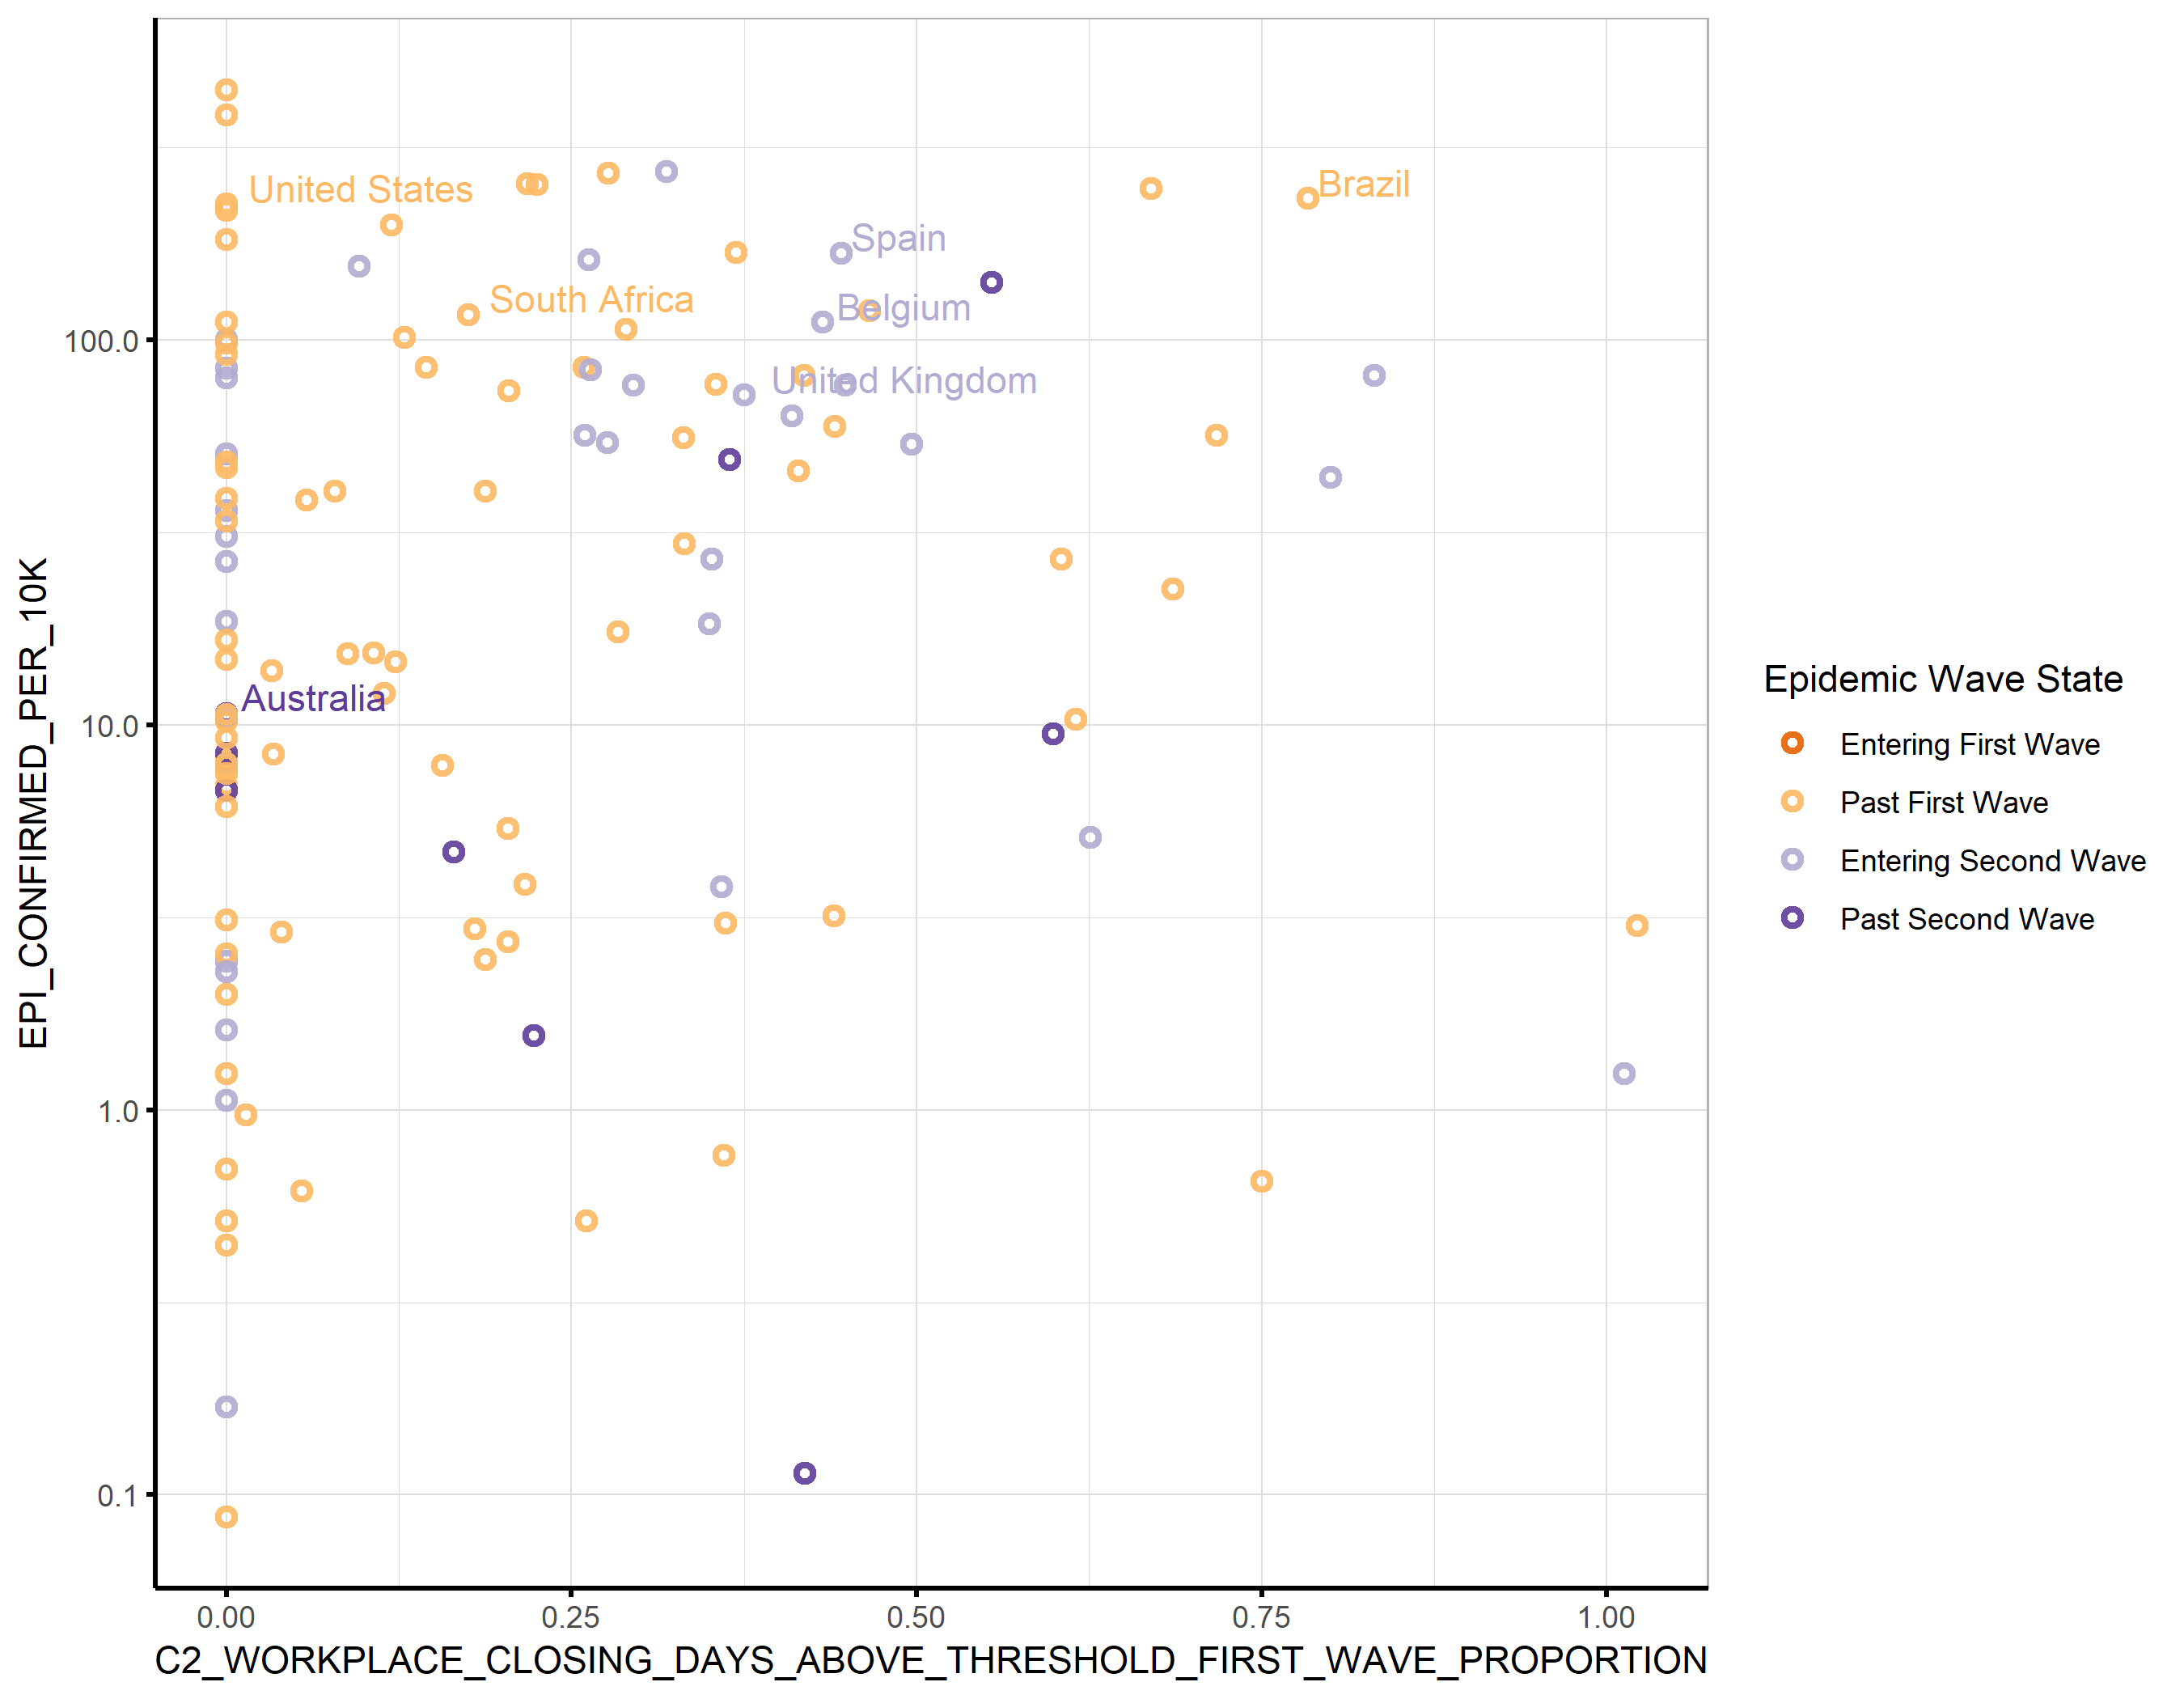 United States
Brazil
Spain
South Africa
Belgium
100.0
United Kingdom
EPI_CONFIRMED_PER_10K
Epidemic Wave State
Australia
10.0
Entering First Wave
Past First Wave
Entering Second Wave
Past Second Wave
1.0
0.1
0.00 0.25 0.50 0.75 1.00
C2_WORKPLACE_CLOSING_DAYS_ABOVE_THRESHOLD_FIRST_WAVE_PROPORTION